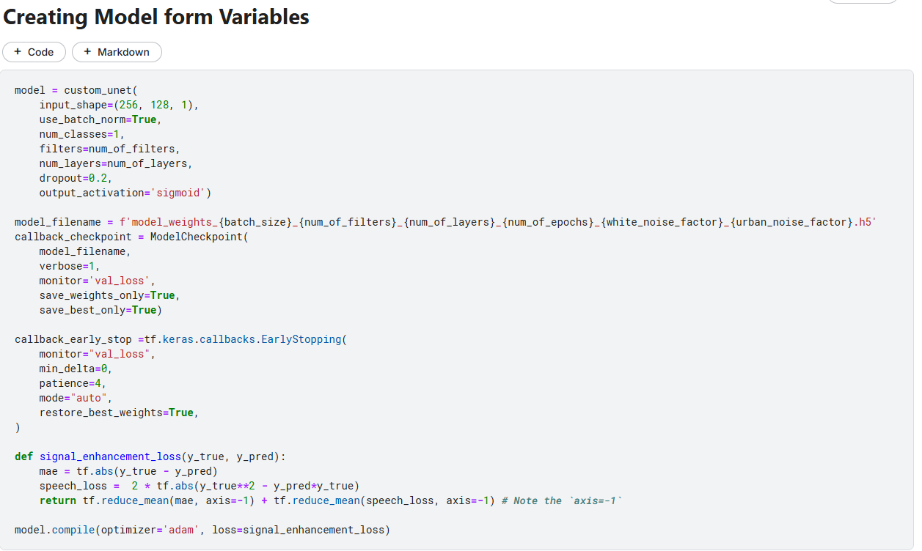 Creating Model form Variables
+ Code + Markdown
model = custom_unet(
    input_shape=(256, 128, 1),
    use_batch_norm=True,
    num_classes=1,
    filters=num_of_filters,
    num_layers=num_of_layers,
    dropout=0.2,
    output_activation='sigmoid')
model_filename = f'model_weights_{batch_size}_{num_of_filters}_{num_of_layers}_{num_of_epochs}_{white_noise_factor}_{urban_noise_factor}.h5'
callback_checkpoint = ModelCheckpoint(
    model_filename,
    verbose=1,
    monitor='val_loss',
    save_weights_only=True,
    save_best_only=True)
callback_early_stop =tf.keras.callbacks.EarlyStopping(
    monitor="val_loss",
    min_delta=0,
    patience=4,
    mode="auto",
    restore_best_weights=True,
)
def signal_enhancement_loss(y_true, y_pred):
    mae = tf.abs(y_true - y_pred)
    speech_loss =  2 * tf.abs(y_true**2 - y_pred*y_true)
    return tf.reduce_mean(mae, axis=-1) + tf.reduce_mean(speech_loss, axis=-1) # Note the `axis=-1`
model.compile(optimizer='adam', loss=signal_enhancement_loss)